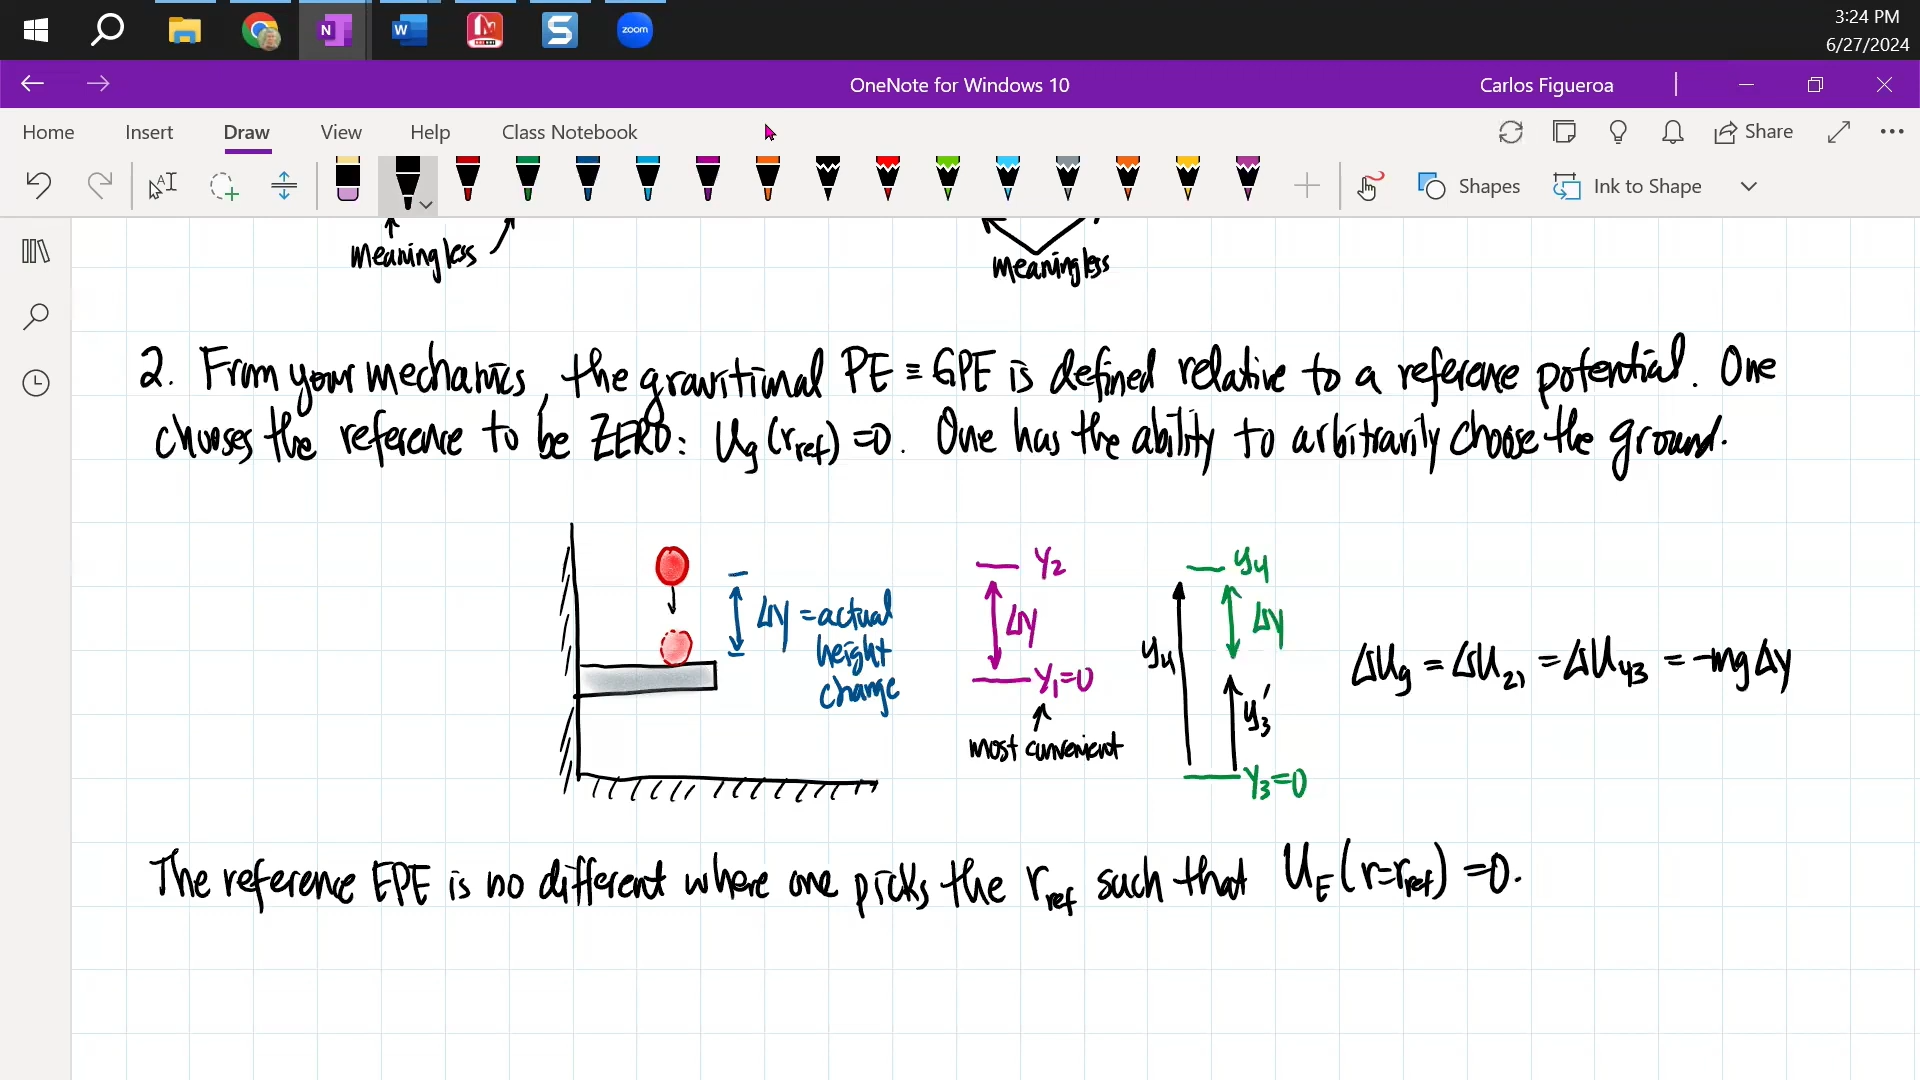 3:24 PM
6/27/2024
N
W
S
zoom
OneNote for Windows 10
Carlos Figueroa
Home Insert Draw View Help Class Notebook
Share
Shapes
Ink to Shape
meaningless
meaningless
2. From your mechanics, the gravitional PE ≡ GPE is defined relative to a reference potential. One
chooses the reference to be ZERO: Ug(rref) = 0. One has the ability to arbitrarily choose the ground.
Δy = actual
height
change
y2
Δy
y1=0
most convenient
y4
Δy
y4
y3'
y3=0
ΔUg = ΔU21 = ΔU43 = -mgΔy
The reference EPE is no different where one picks the rref such that UE(r=rref) = 0.